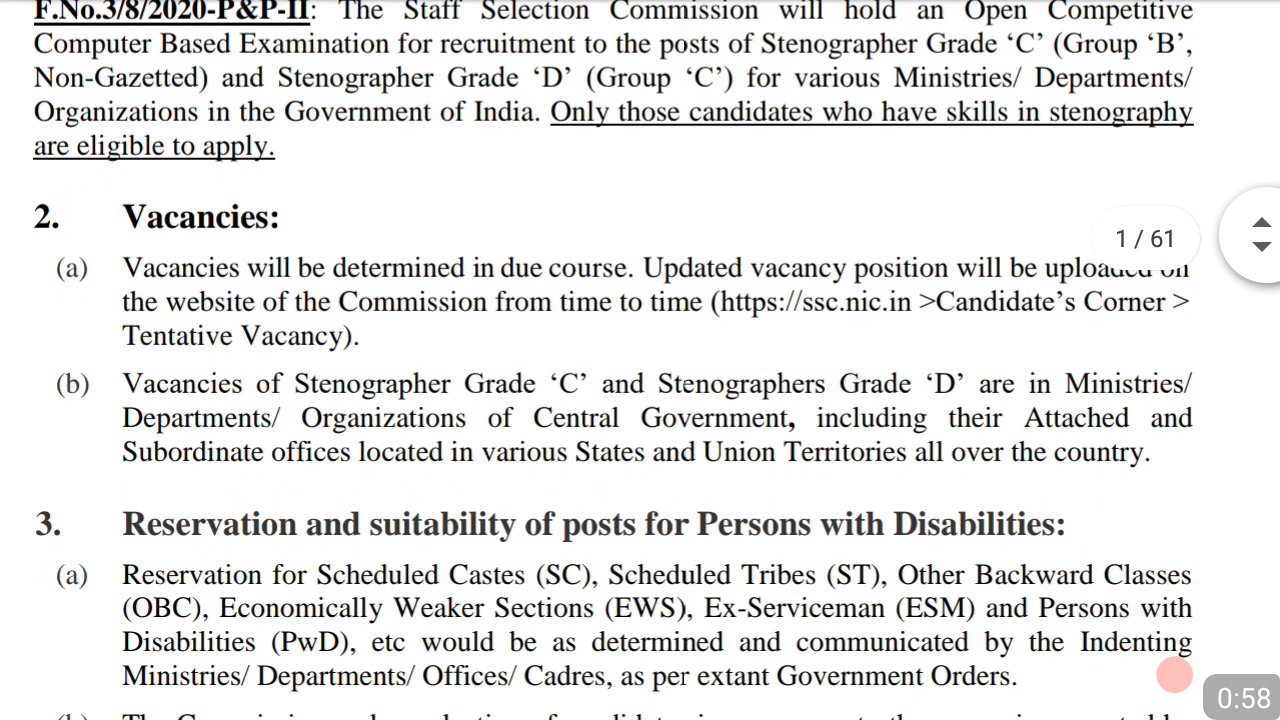 F.No.3/8/2020-P&P-II: The Staff Selection Commission will hold an Open Competitive
Computer Based Examination for recruitment to the posts of Stenographer Grade ‘C’ (Group ‘B’,
Non-Gazetted) and Stenographer Grade ‘D’ (Group ‘C’) for various Ministries/ Departments/
Organizations in the Government of India. Only those candidates who have skills in stenography
are eligible to apply.
2. Vacancies:
1 / 61
(a) Vacancies will be determined in due course. Updated vacancy position will be uploaded on
the website of the Commission from time to time (https://ssc.nic.in >Candidate’s Corner >
Tentative Vacancy).
(b) Vacancies of Stenographer Grade ‘C’ and Stenographers Grade ‘D’ are in Ministries/
Departments/ Organizations of Central Government, including their Attached and
Subordinate offices located in various States and Union Territories all over the country.
3. Reservation and suitability of posts for Persons with Disabilities:
(a) Reservation for Scheduled Castes (SC), Scheduled Tribes (ST), Other Backward Classes
(OBC), Economically Weaker Sections (EWS), Ex-Serviceman (ESM) and Persons with
Disabilities (PwD), etc would be as determined and communicated by the Indenting
Ministries/ Departments/ Offices/ Cadres, as per extant Government Orders.
0:58